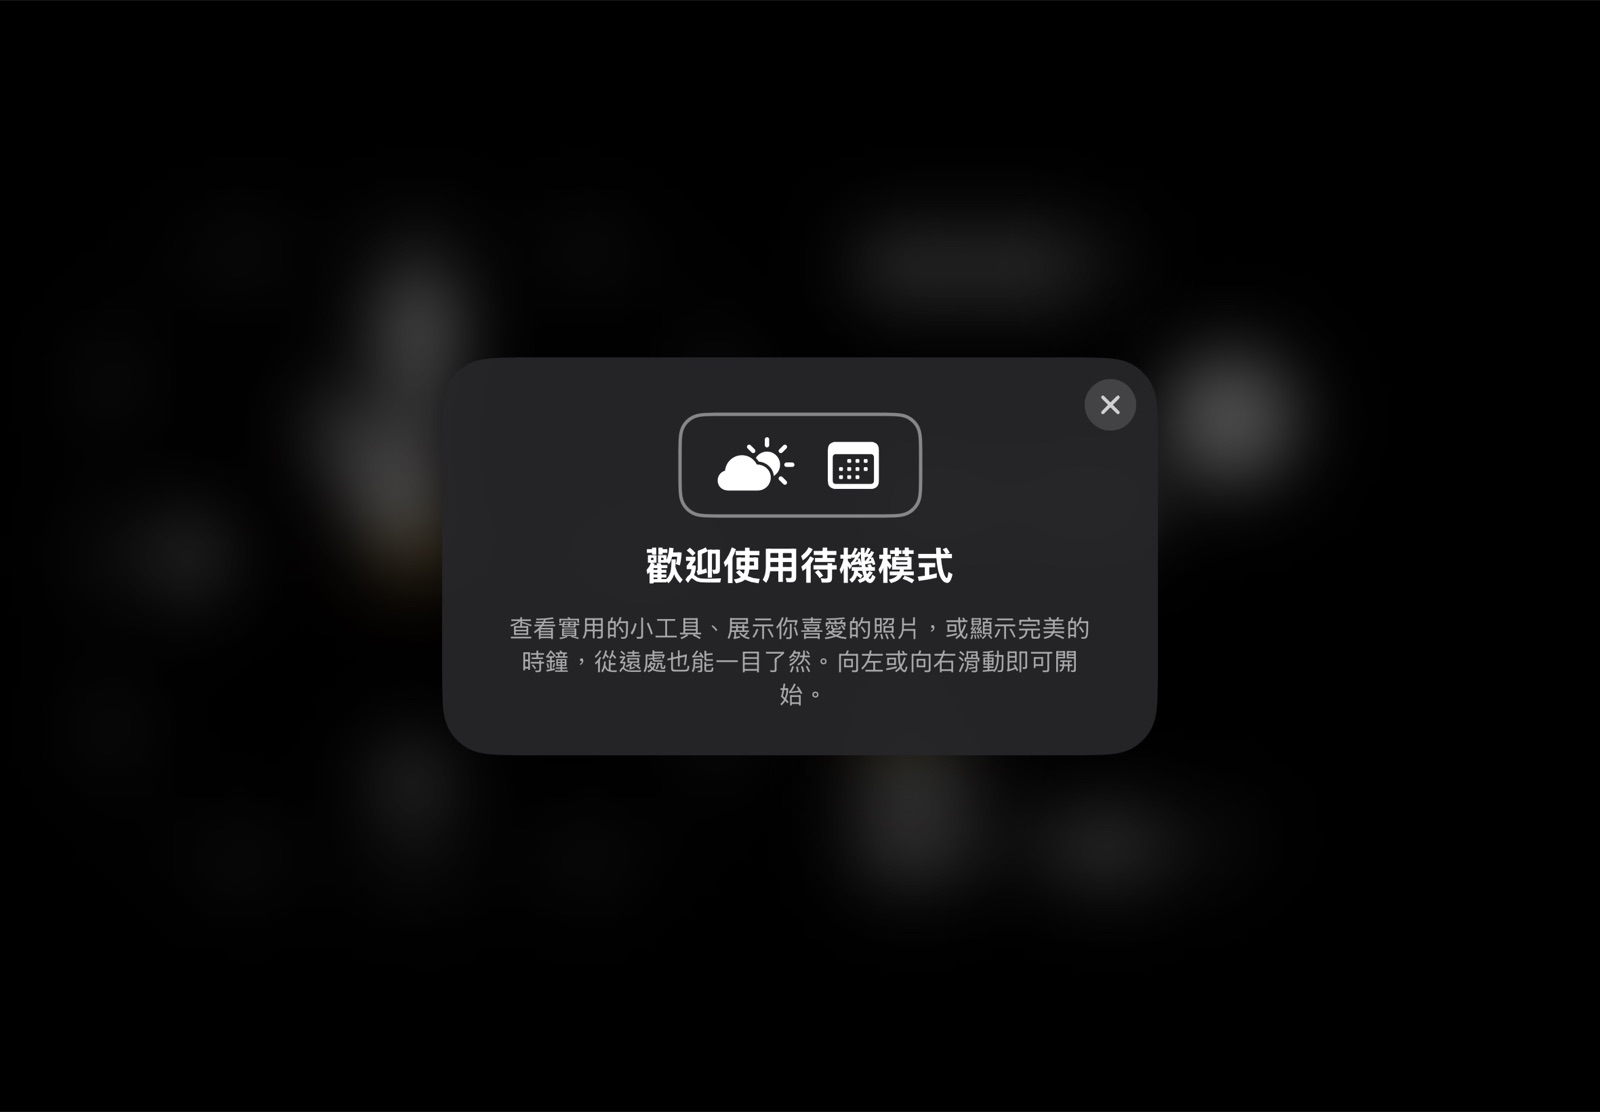 歡迎使用待機模式
查看實用的小工具、展示你喜愛的照片，或顯示完美的
時鐘，從遠處也能一目了然。向左或向右滑動即可開
始。